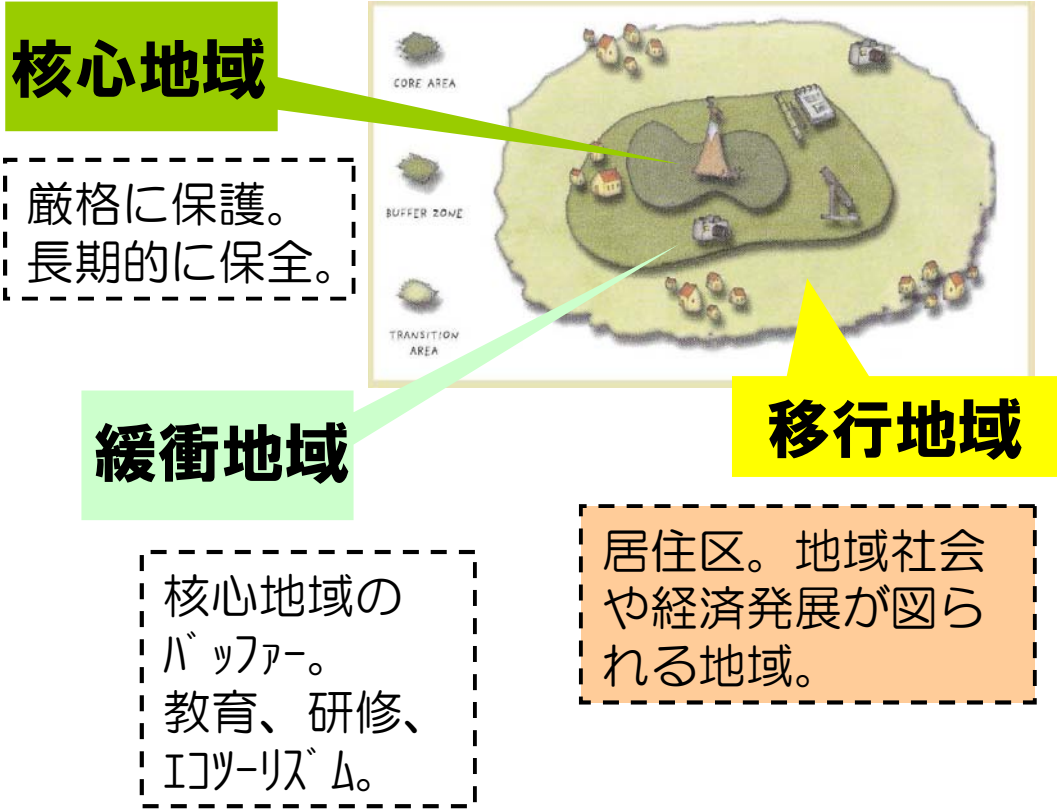 核心地域
厳格に保護。
長期的に保全。
CORE AREA
BUFFER ZONE
TRANSITION
AREA
緩衝地域
核心地域の
ﾊﾞｯﾌｧｰ。
教育、研修、
ｴｺﾂｰﾘｽﾞﾑ。
移行地域
居住区。地域社会
や経済発展が図ら
れる地域。